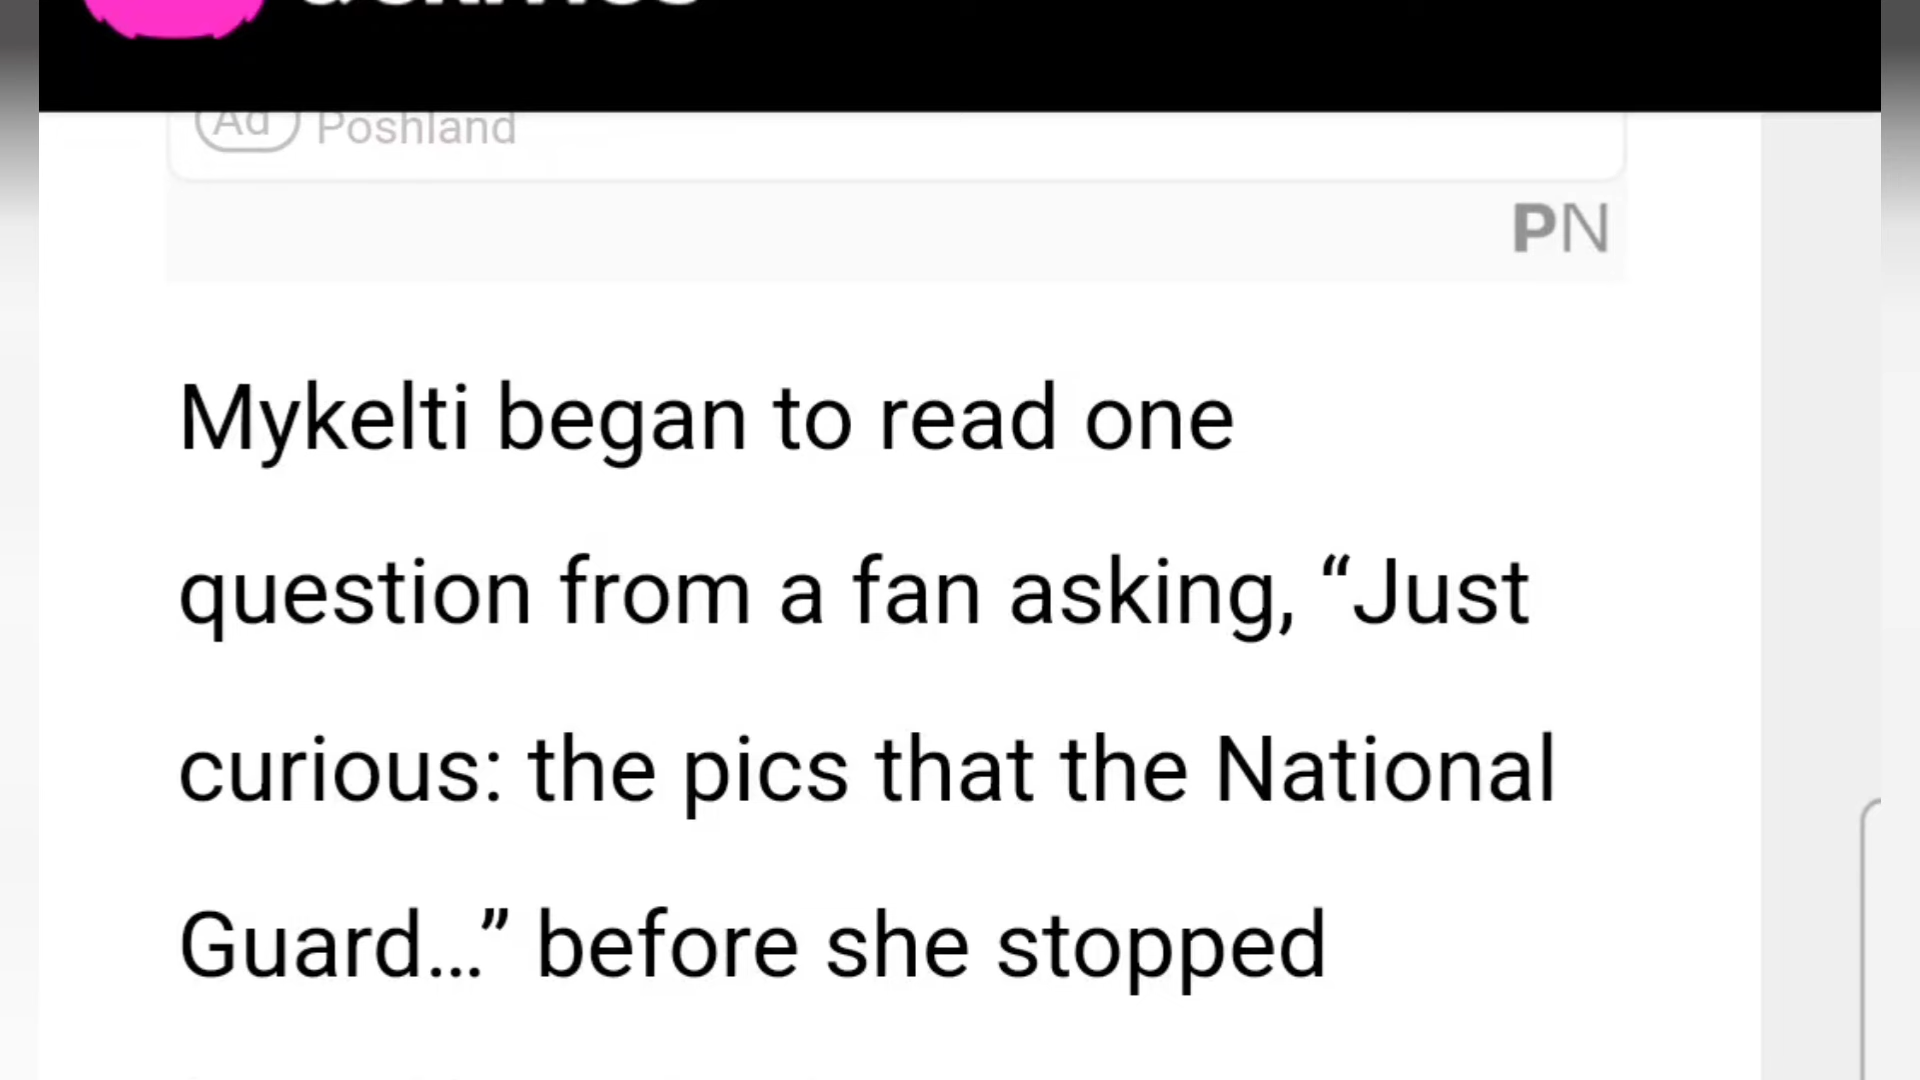 Ad Poshland
PN
Mykelti began to read one
question from a fan asking, “Just
curious: the pics that the National
Guard…” before she stopped